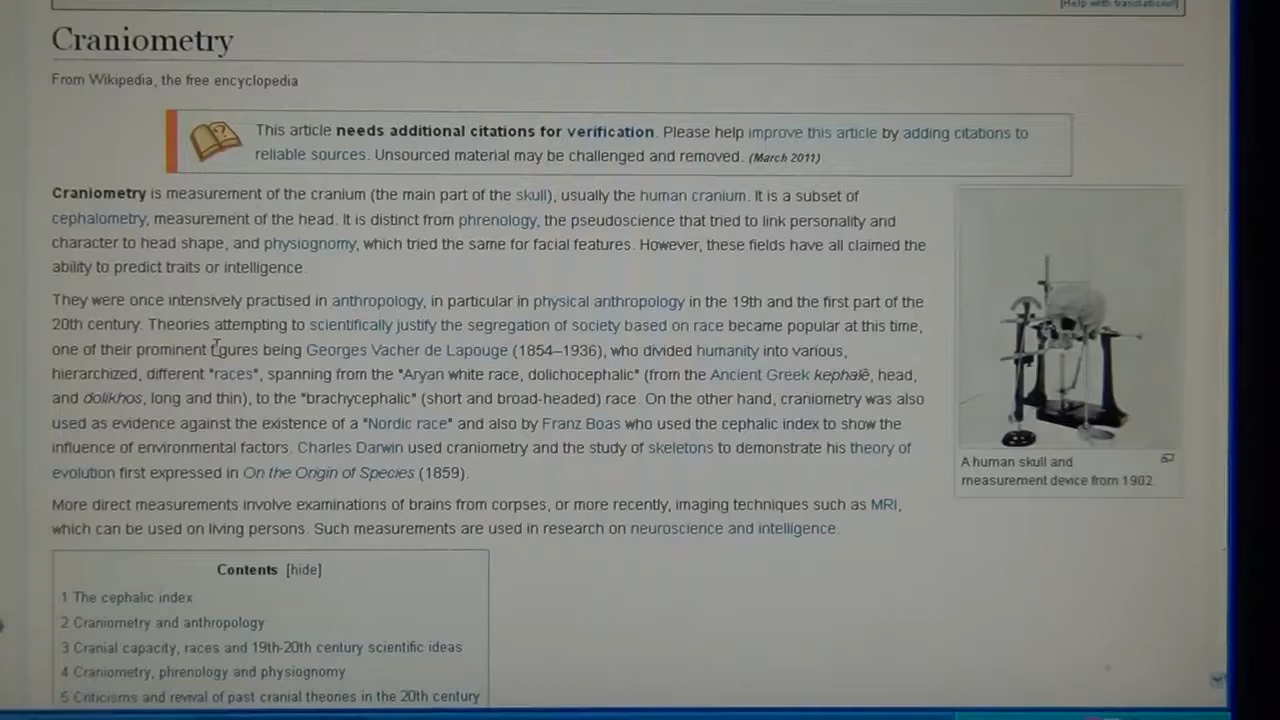 [Help with translations!]
Craniometry
From Wikipedia, the free encyclopedia
This article needs additional citations for verification. Please help improve this article by adding citations to
reliable sources. Unsourced material may be challenged and removed. (March 2011)
Craniometry is measurement of the cranium (the main part of the skull), usually the human cranium. It is a subset of
cephalometry, measurement of the head. It is distinct from phrenology, the pseudoscience that tried to link personality and
character to head shape, and physiognomy, which tried the same for facial features. However, these fields have all claimed the
ability to predict traits or intelligence.
They were once intensively practised in anthropology, in particular in physical anthropology in the 19th and the first part of the
20th century. Theories attempting to scientifically justify the segregation of society based on race became popular at this time,
one of their prominent figures being Georges Vacher de Lapouge (1854–1936), who divided humanity into various,
hierarchized, different "races", spanning from the "Aryan white race, dolichocephalic" (from the Ancient Greek kephalê, head,
and dolikhos, long and thin), to the "brachycephalic" (short and broad-headed) race. On the other hand, craniometry was also
used as evidence against the existence of a "Nordic race" and also by Franz Boas who used the cephalic index to show the
influence of environmental factors. Charles Darwin used craniometry and the study of skeletons to demonstrate his theory of
evolution first expressed in On the Origin of Species (1859).
More direct measurements involve examinations of brains from corpses, or more recently, imaging techniques such as MRI,
which can be used on living persons. Such measurements are used in research on neuroscience and intelligence.
A human skull and
measurement device from 1902
Contents [hide]
1 The cephalic index
2 Craniometry and anthropology
3 Cranial capacity, races and 19th-20th century scientific ideas
4 Craniometry, phrenology and physiognomy
5 Criticisms and revival of past cranial theories in the 20th century